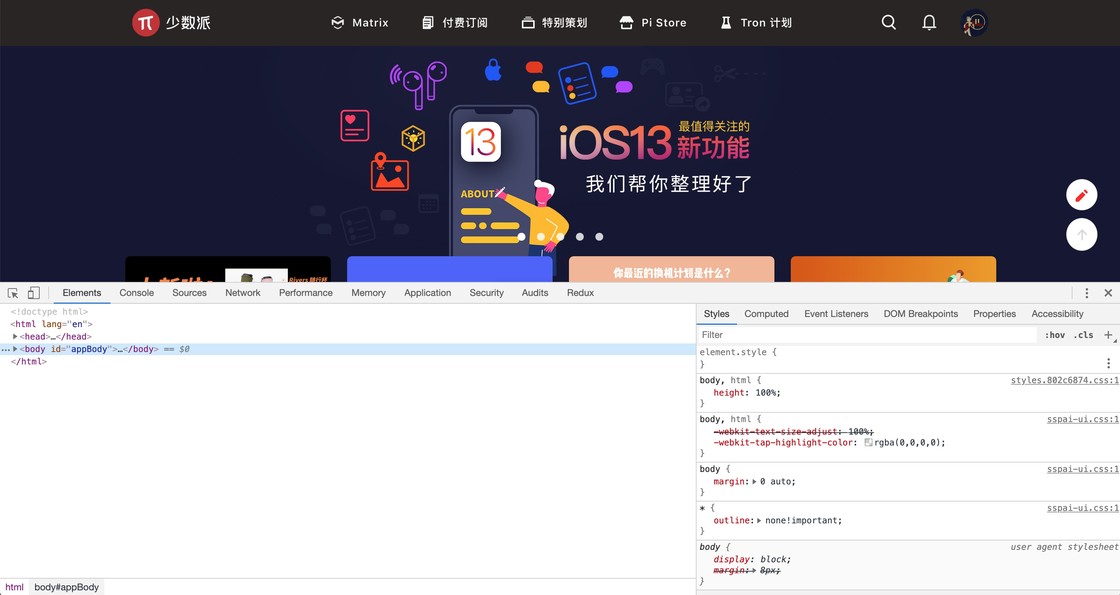 少数派
Matrix
付费订阅
特别策划
Pi Store
Tron 计划
13
ABOUT
iOS13
最值得关注的
新功能
我们帮你整理好了
你最近的换机计划是什么？
Elements Console Sources Network Performance Memory Application Security Audits Redux
<!doctype html>
<html lang="en">
<head>…</head>
<body id="appBody">…</body> == $0
</html>
html body#appBody
Styles Computed Event Listeners DOM Breakpoints Properties Accessibility
Filter :hov .cls +
element.style {
}
body, html { styles.802c6874.css:1
height: 100%;
}
body, html { sspai-ui.css:1
-webkit-text-size-adjust: 100%;
-webkit-tap-highlight-color: rgba(0,0,0,0);
}
body { sspai-ui.css:1
margin: 0 auto;
}
* { sspai-ui.css:1
outline: none!important;
}
body { user agent stylesheet
display: block;
margin: 8px;
}